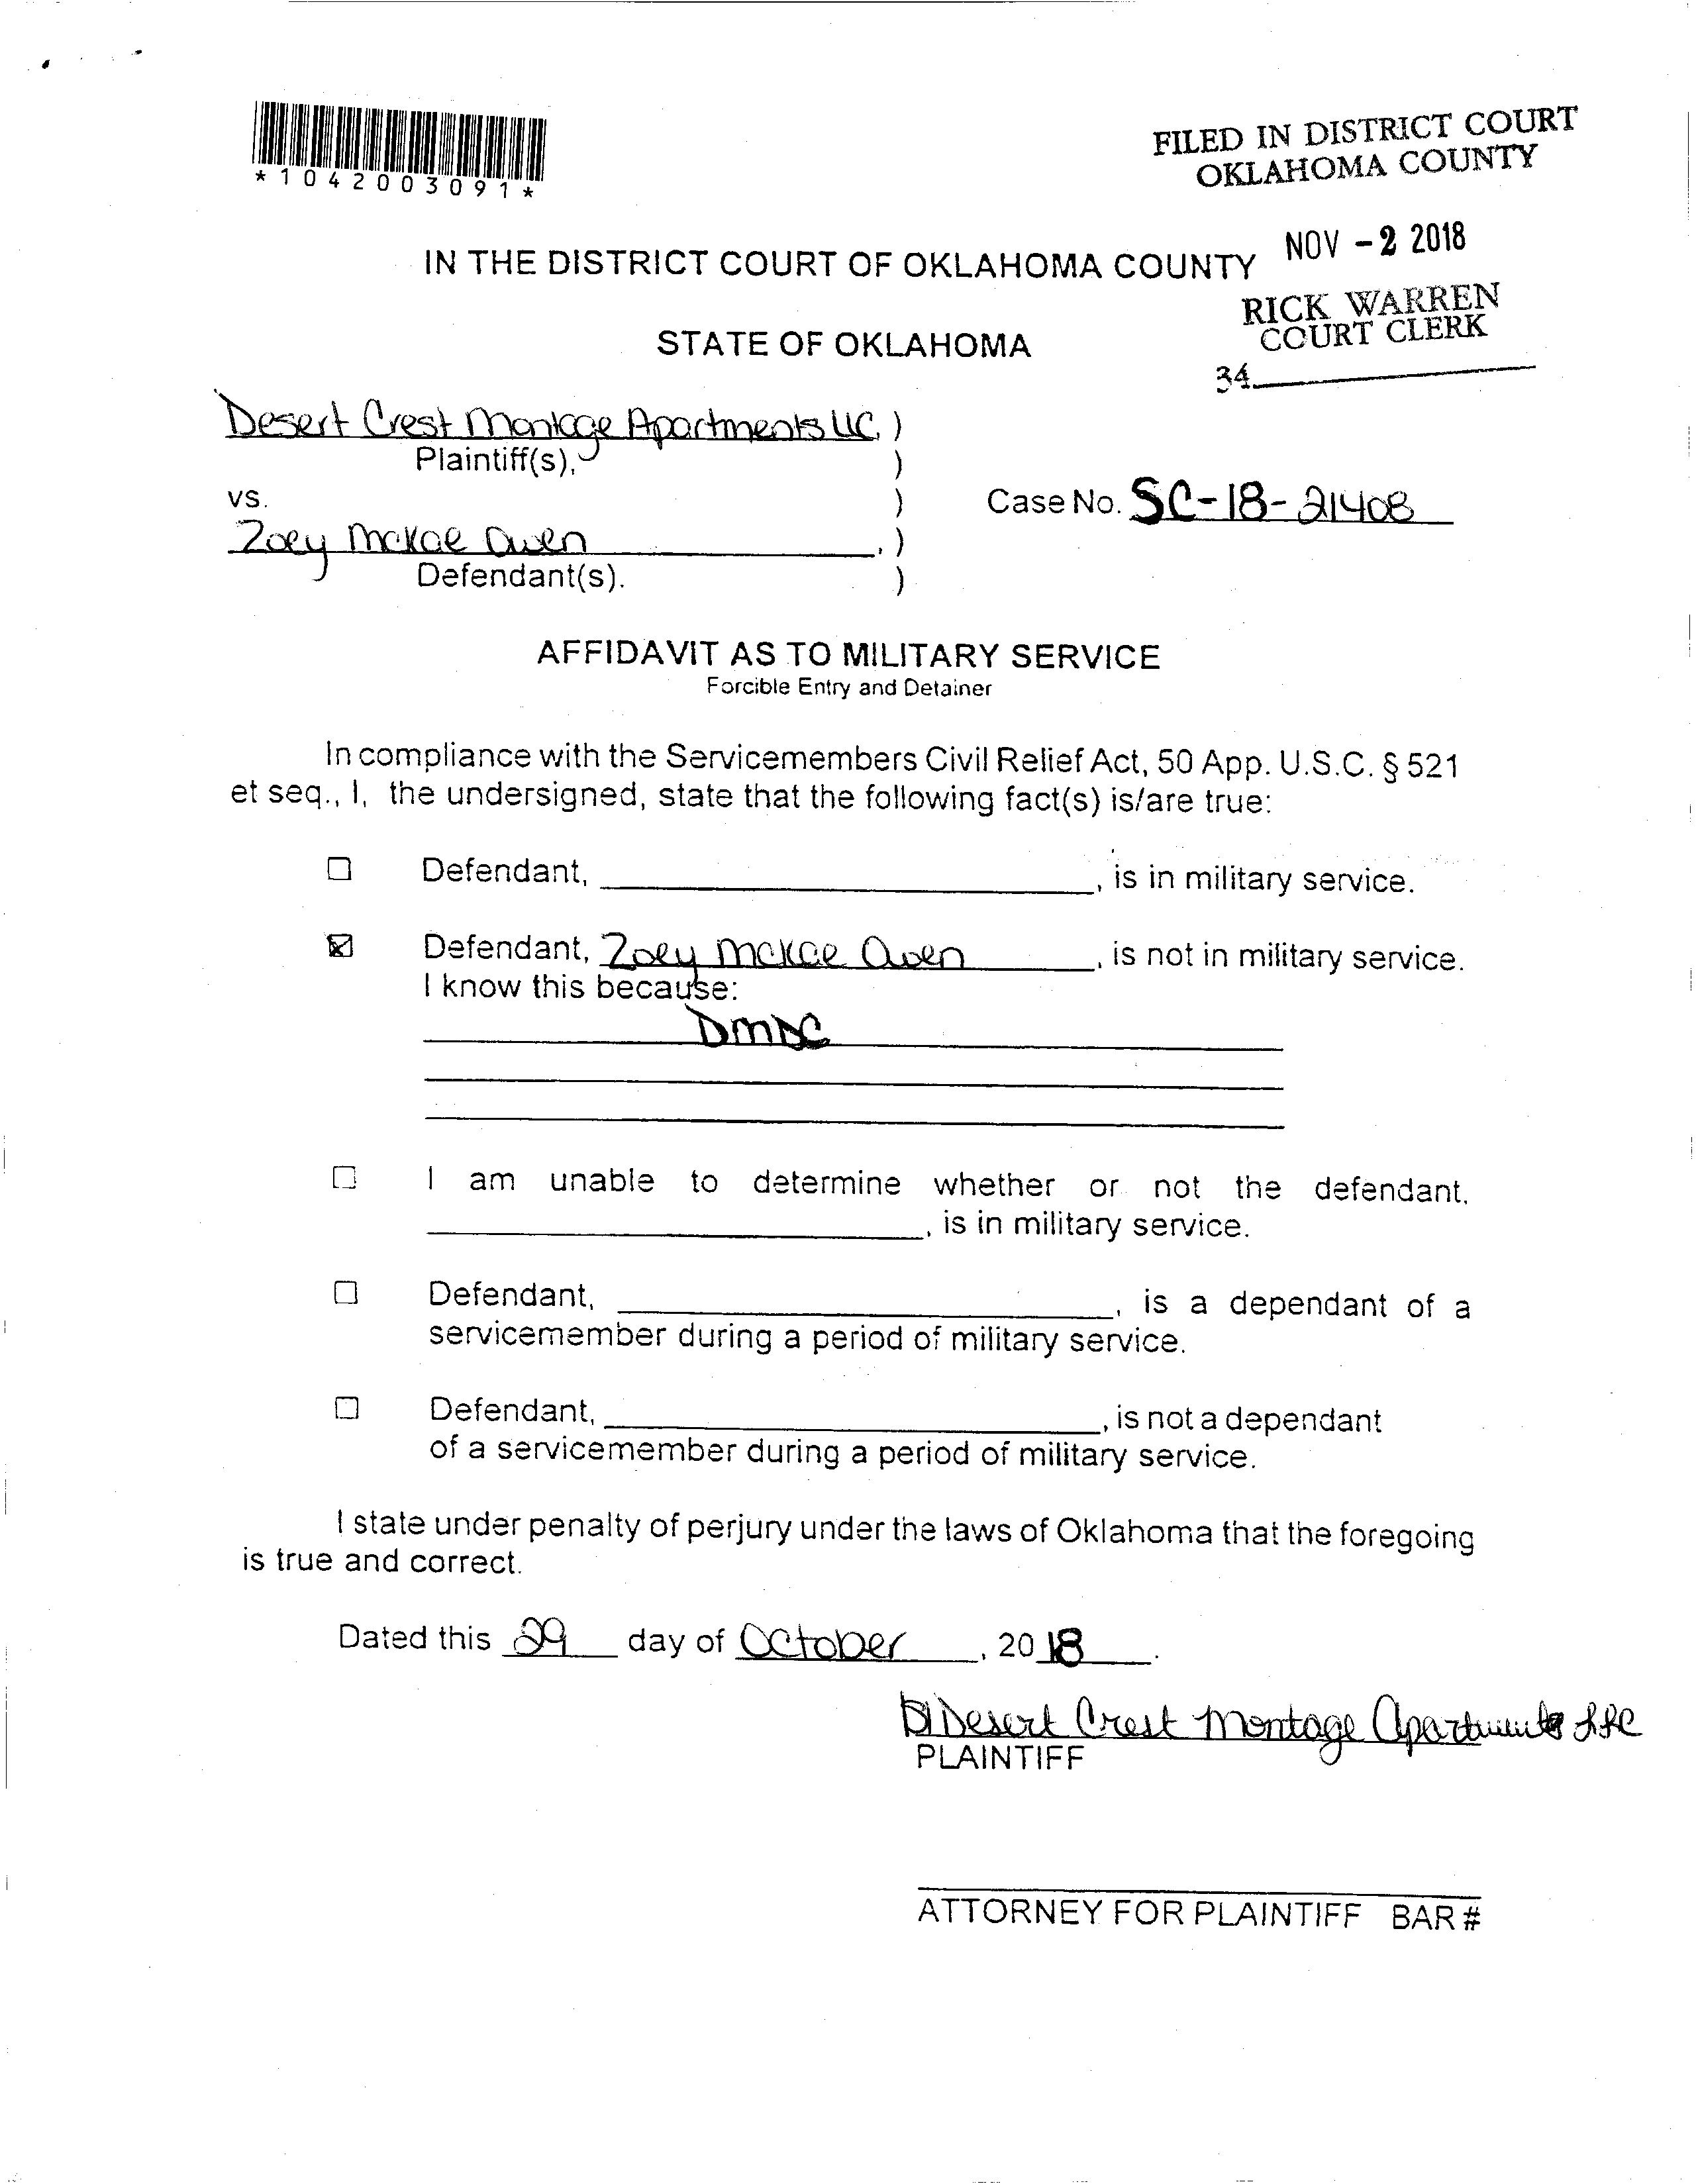 *1042003091*
FILED IN DISTRICT COURT
OKLAHOMA COUNTY
NOV - 2 2018
RICK WARREN
COURT CLERK
34
IN THE DISTRICT COURT OF OKLAHOMA COUNTY
STATE OF OKLAHOMA
Desert Crest Montage Apartments LLC, )
Plaintiff(s), )
vs. )
Case No. SC-18-21408
Zoey McKae Owen , )
Defendant(s). )
AFFIDAVIT AS TO MILITARY SERVICE
Forcible Entry and Detainer
In compliance with the Servicemembers Civil Relief Act, 50 App. U.S.C. § 521
et seq., I, the undersigned, state that the following fact(s) is/are true:
☐ Defendant, , is in military service.
☒ Defendant, Zoey McKae Owen , is not in military service.
I know this because:
DMDC
☐ I am unable to determine whether or not the defendant,
, is in military service.
☐ Defendant, , is a dependant of a
servicemember during a period of military service.
☐ Defendant, , is not a dependant
of a servicemember during a period of military service.
I state under penalty of perjury under the laws of Oklahoma that the foregoing
is true and correct.
Dated this 29 day of October , 20 18 .
Desert Crest Montage Apartments LLC
PLAINTIFF
ATTORNEY FOR PLAINTIFF BAR #